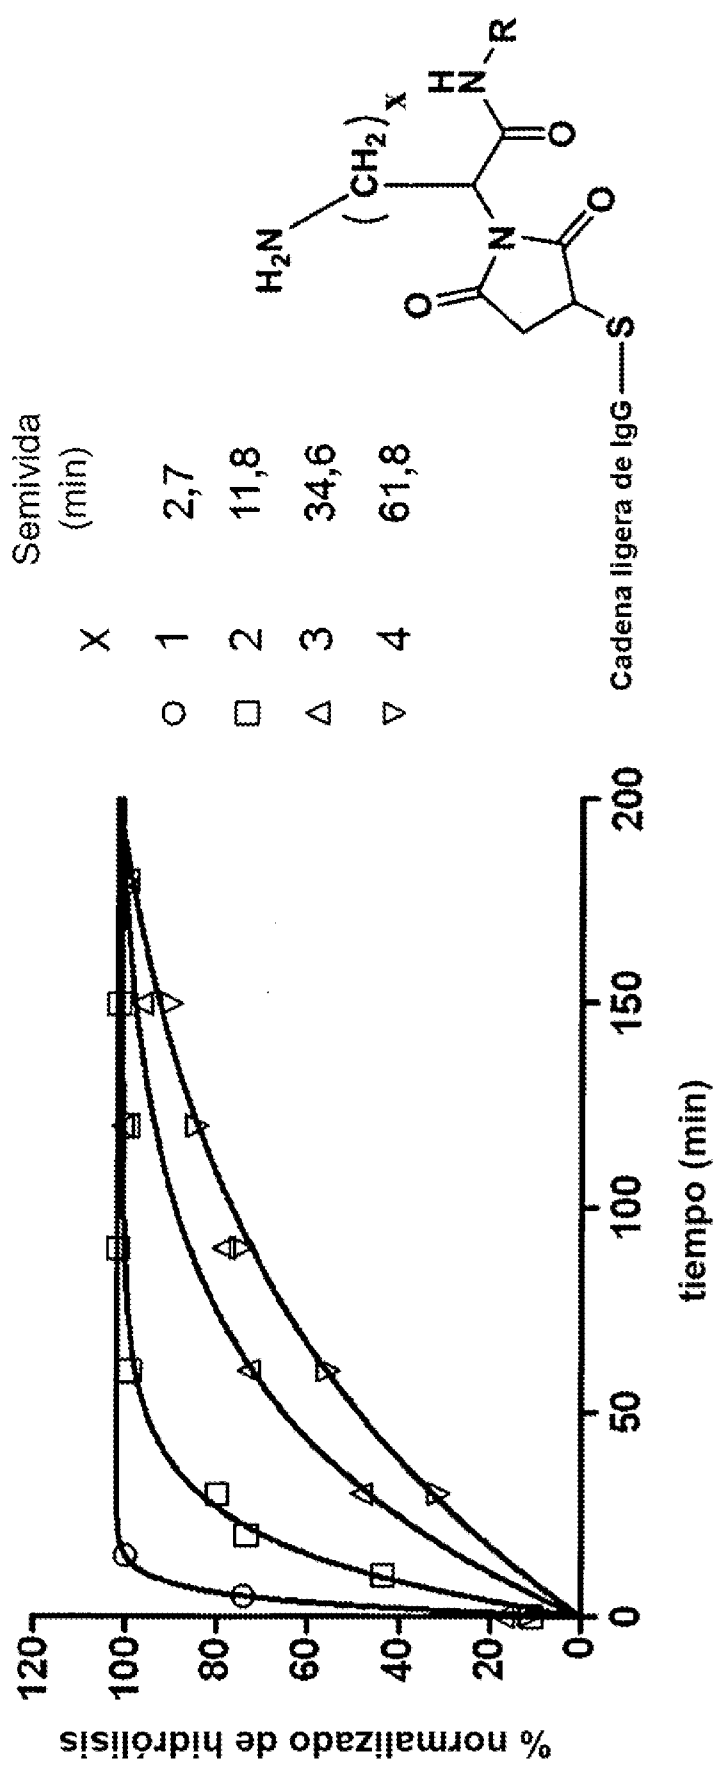 % normalizado de hidrólisis
120
100
80
60
40
20
0
0
50
100
150
200
tiempo (min)
X
Semivida
(min)
1
2,7
2
11,8
3
34,6
4
61,8
H₂N
(CH₂)x
H
N
R
O
N
O
O
Cadena ligera de IgG—S